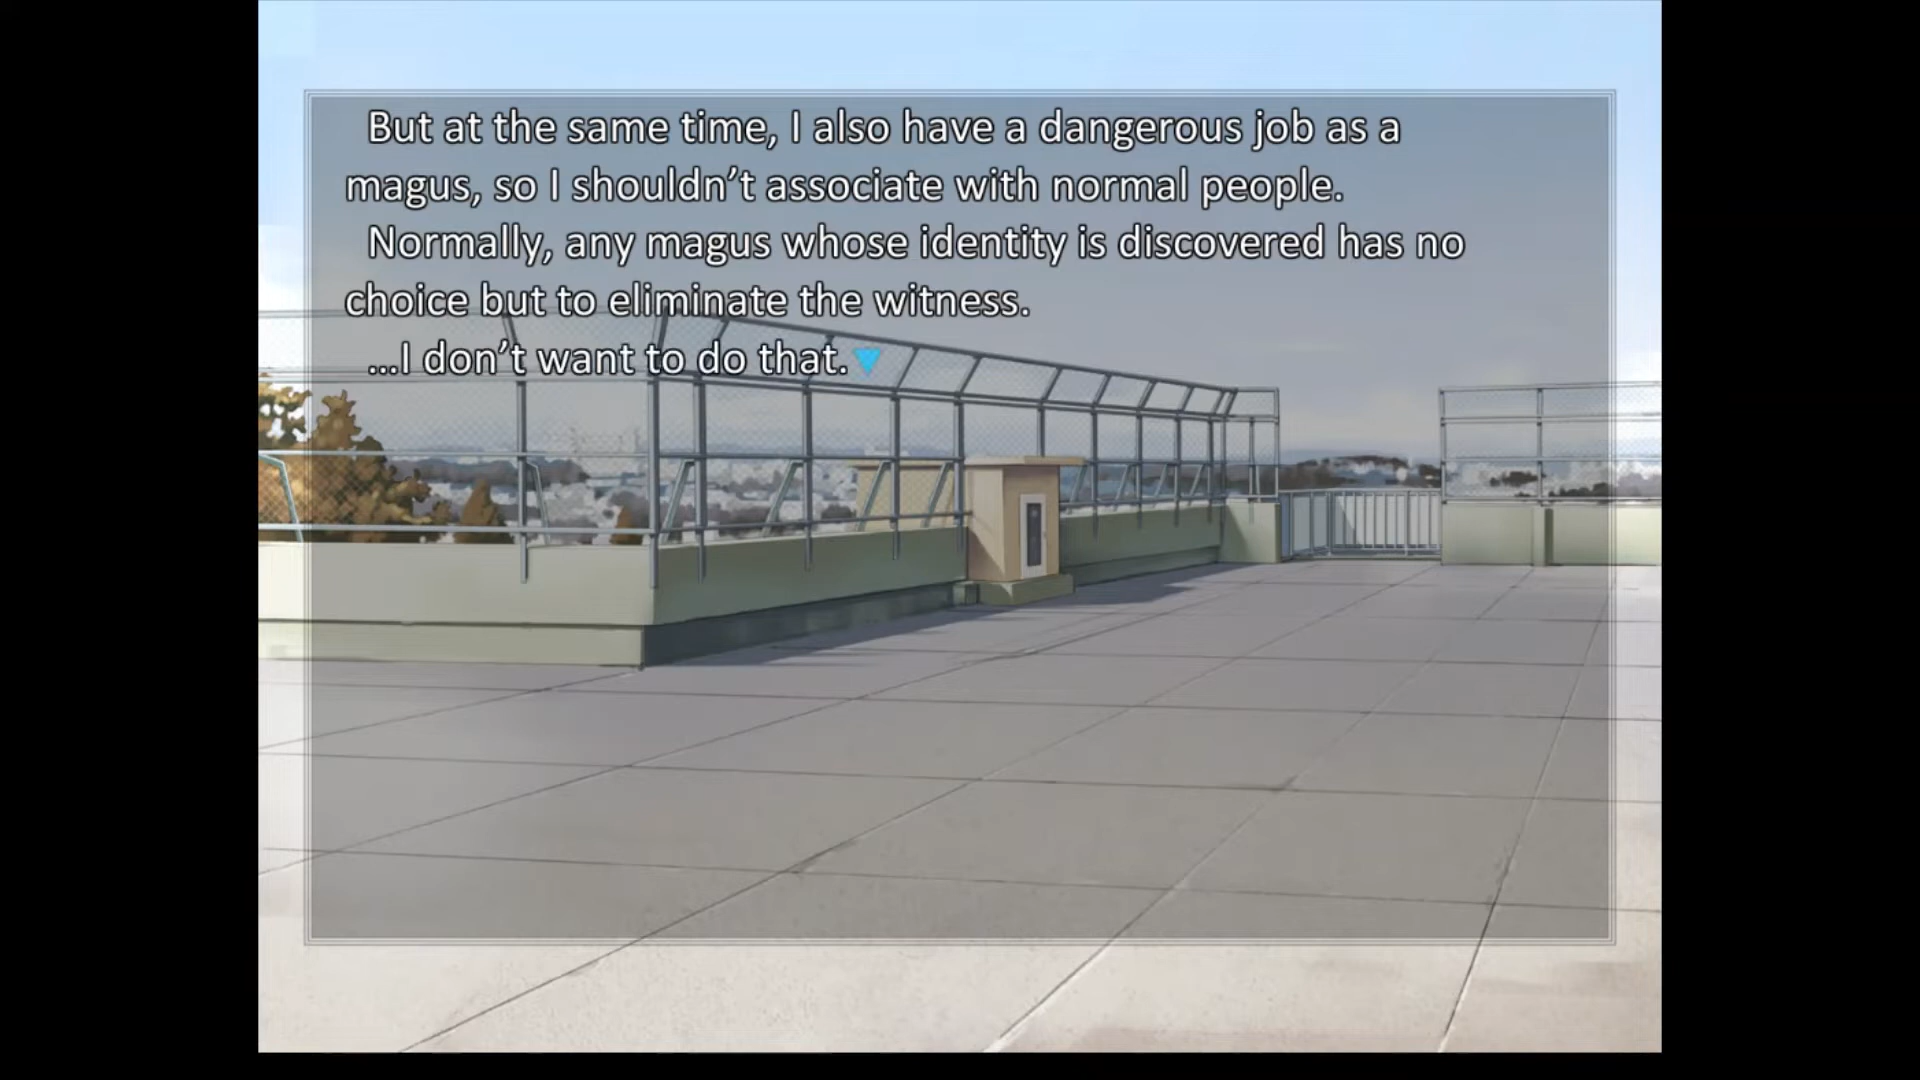 But at the same time, I also have a dangerous job as a
magus, so I shouldn’t associate with normal people.
Normally, any magus whose identity is discovered has no
choice but to eliminate the witness.
...I don’t want to do that.